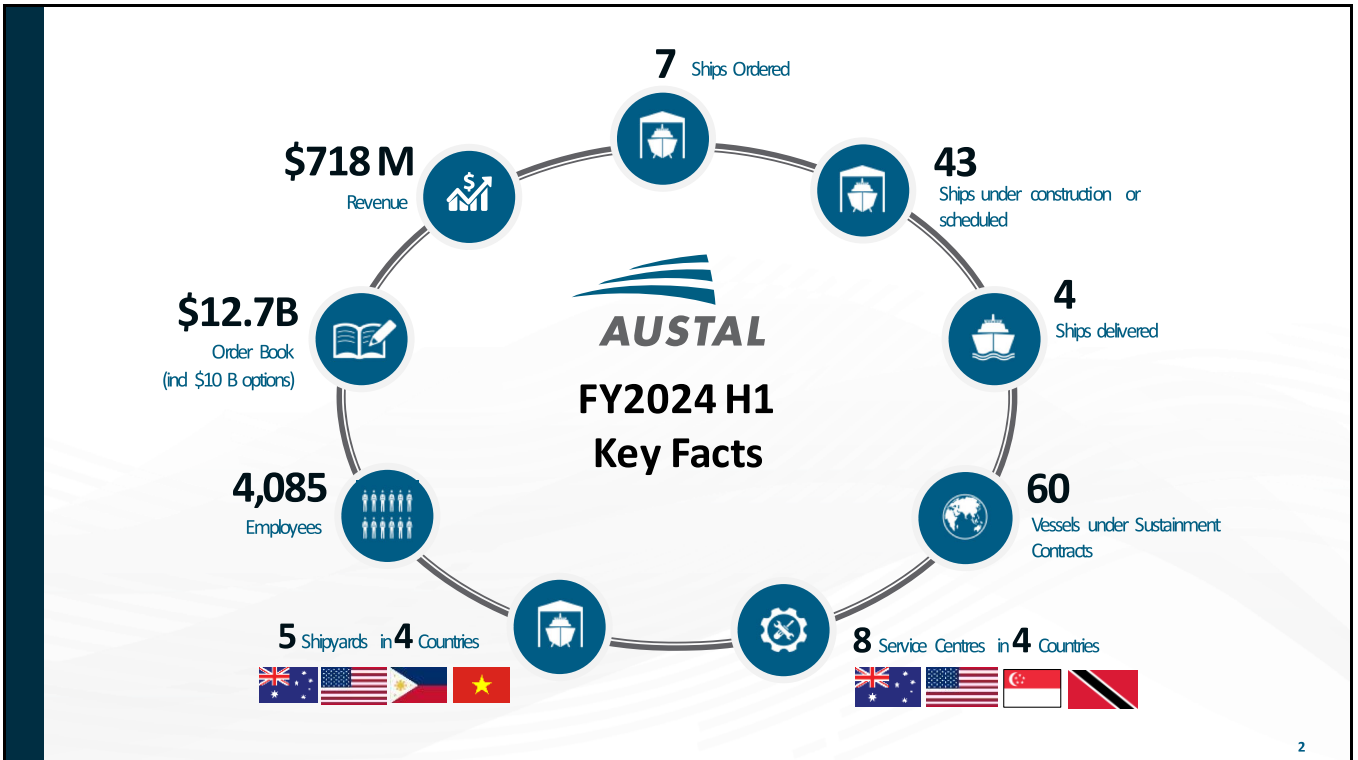 7 Ships Ordered
$718 M
Revenue
43
Ships under construction or
scheduled
$12.7B
Order Book
(incl $10 B options)
4
Ships delivered
AUSTAL
FY2024 H1
Key Facts
4,085
Employees
60
Vessels under Sustainment
Contracts
5 Shipyards in 4 Countries
8 Service Centres in 4 Countries
2